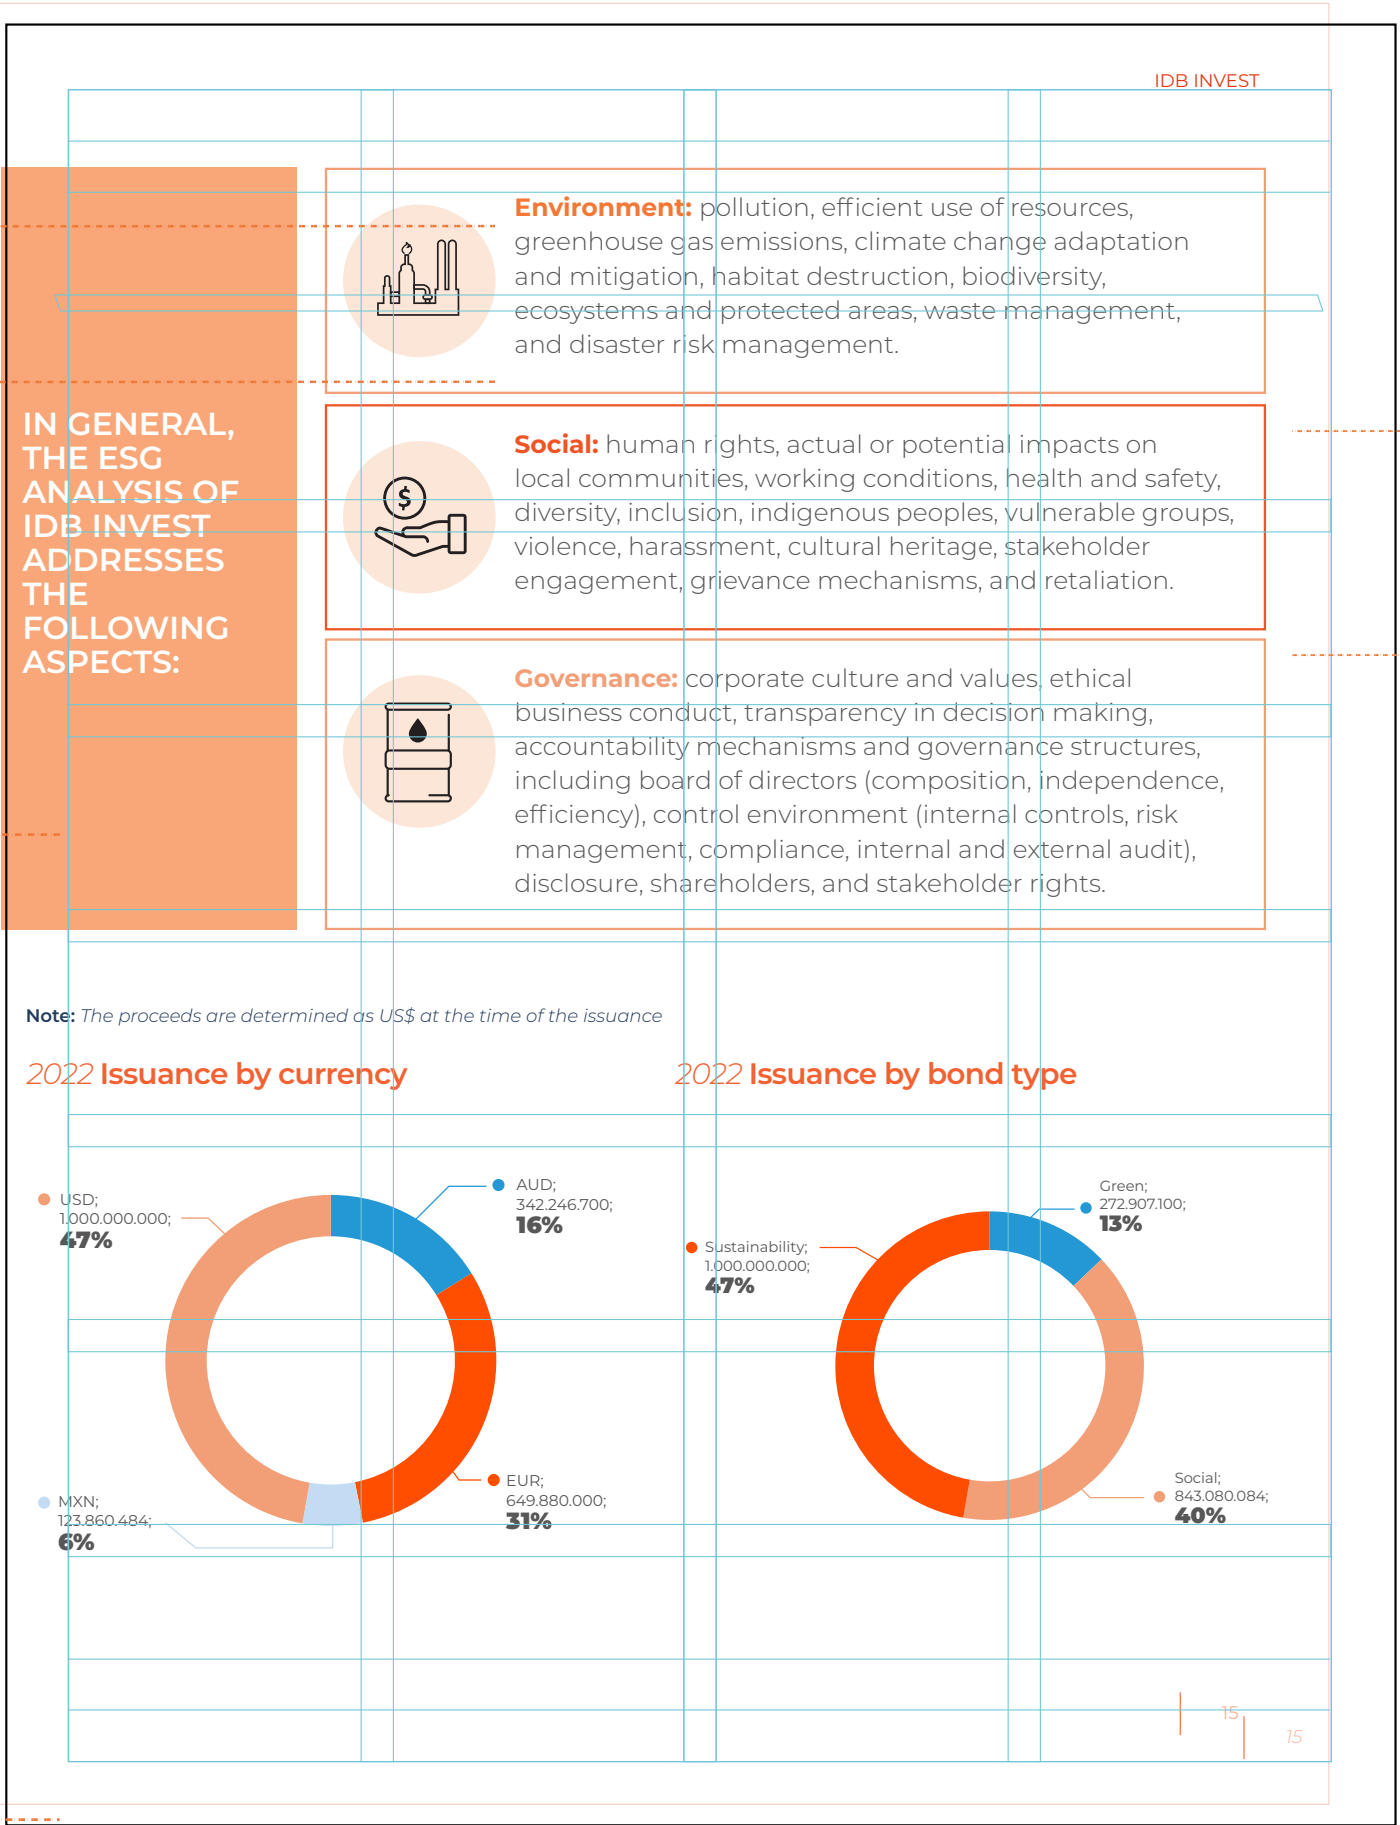 IDB INVEST
IN GENERAL,
THE ESG
ANALYSIS OF
IDB INVEST
ADDRESSES
THE
FOLLOWING
ASPECTS:
Environment: pollution, efficient use of resources,
greenhouse gas emissions, climate change adaptation
and mitigation, habitat destruction, biodiversity,
ecosystems and protected areas, waste management,
and disaster risk management.
$
Social: human rights, actual or potential impacts on
local communities, working conditions, health and safety,
diversity, inclusion, indigenous peoples, vulnerable groups,
violence, harassment, cultural heritage, stakeholder
engagement, grievance mechanisms, and retaliation.
Governance: corporate culture and values, ethical
business conduct, transparency in decision making,
accountability mechanisms and governance structures,
including board of directors (composition, independence,
efficiency), control environment (internal controls, risk
management, compliance, internal and external audit),
disclosure, shareholders, and stakeholder rights.
Note: The proceeds are determined as US$ at the time of the issuance
2022 Issuance by currency
USD;
1.000.000.000;
47%
AUD;
342.246.700;
16%
MXN;
123.860.484;
6%
EUR;
649.880.000;
31%
2022 Issuance by bond type
Green;
272.907.100;
13%
Sustainability;
1.000.000.000;
47%
Social;
843.080.084;
40%
15
15